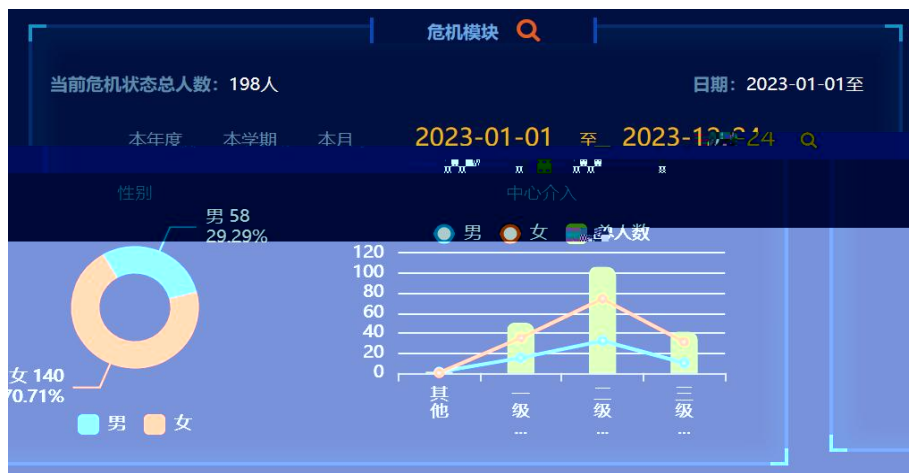 危机模块
当前危机状态总人数：198人
日期：2023-01-01至
本年度 本学期 本月 2023-01-01 至
性别
中心介入
男 58
29.29%
男 女 总人数
120
100
80
60
40
20
0
其他 一级... 二级... 三级...
女 140
70.71%
男 女